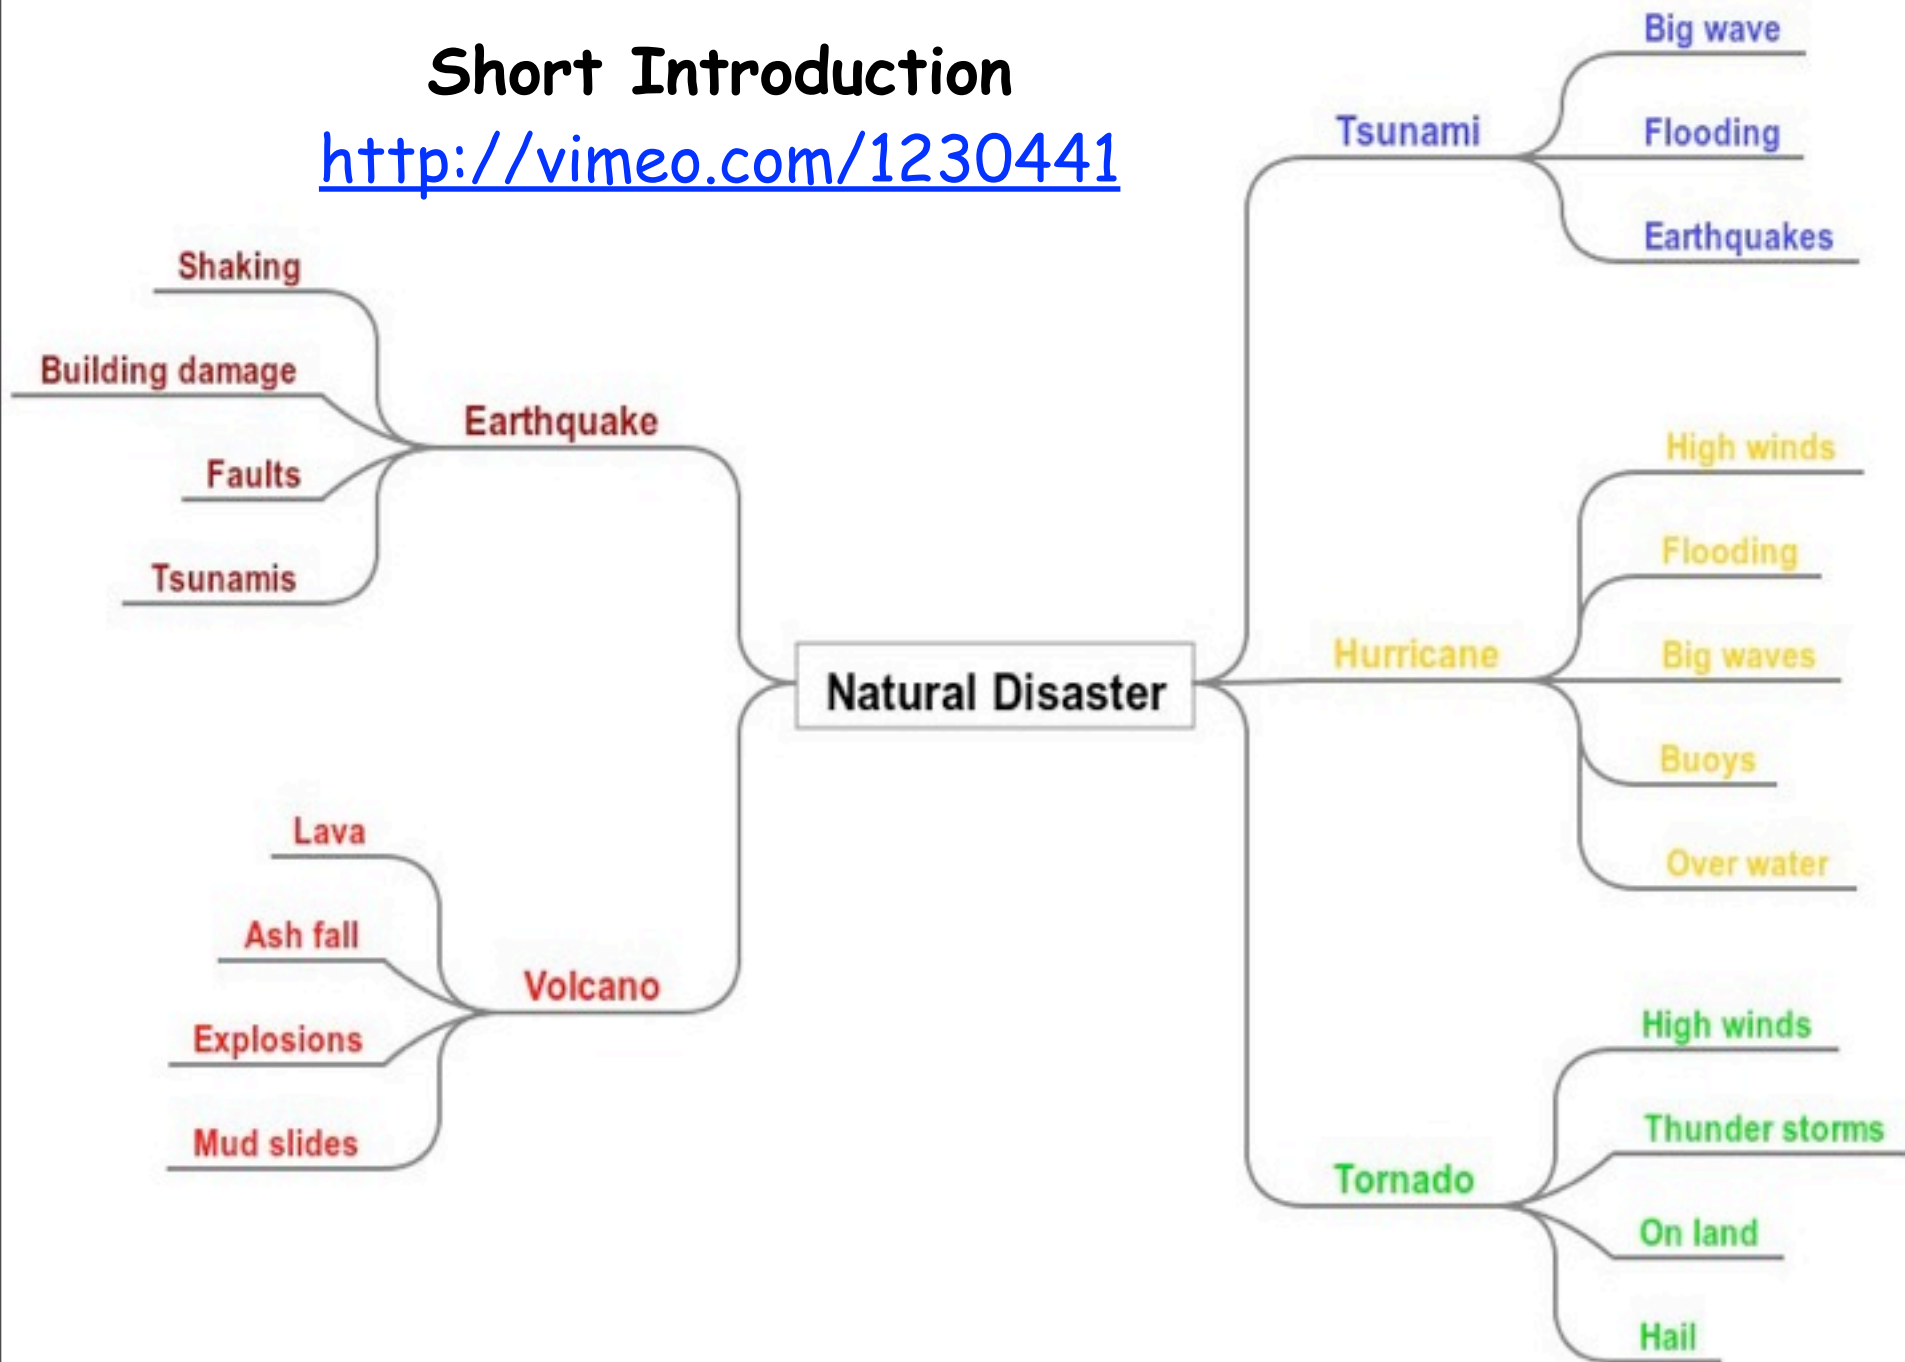 Short Introduction
http://vimeo.com/1230441
Natural Disaster
Earthquake
Shaking
Building damage
Faults
Tsunamis
Volcano
Lava
Ash fall
Explosions
Mud slides
Tsunami
Big wave
Flooding
Earthquakes
Hurricane
High winds
Flooding
Big waves
Buoys
Over water
Tornado
High winds
Thunder storms
On land
Hail